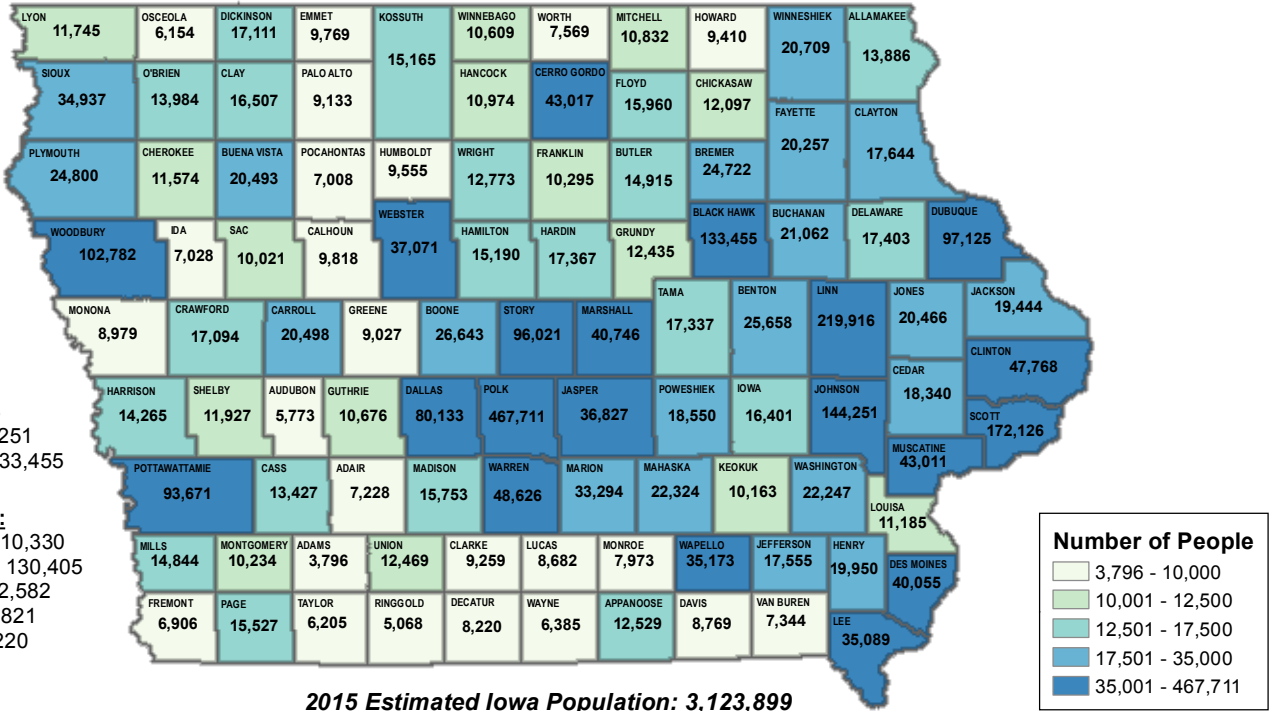 LYON
11,745
OSCEOLA
6,154
DICKINSON
17,111
EMMET
9,769
KOSSUTH
15,165
WINNEBAGO
10,609
WORTH
7,569
MITCHELL
10,832
HOWARD
9,410
WINNESHIEK
20,709
ALLAMAKEE
13,886
SIOUX
34,937
O'BRIEN
13,984
CLAY
16,507
PALO ALTO
9,133
HANCOCK
10,974
CERRO GORDO
43,017
FLOYD
15,960
CHICKASAW
12,097
FAYETTE
20,257
CLAYTON
17,644
PLYMOUTH
24,800
CHEROKEE
11,574
BUENA VISTA
20,493
POCAHONTAS
7,008
HUMBOLDT
9,555
WRIGHT
12,773
FRANKLIN
10,295
BUTLER
14,915
BREMER
24,722
WOODBURY
102,782
IDA
7,028
SAC
10,021
CALHOUN
9,818
WEBSTER
37,071
HAMILTON
15,190
HARDIN
17,367
GRUNDY
12,435
BLACK HAWK
133,455
BUCHANAN
21,062
DELAWARE
17,403
DUBUQUE
97,125
MONONA
8,979
CRAWFORD
17,094
CARROLL
20,498
GREENE
9,027
BOONE
26,643
STORY
96,021
MARSHALL
40,746
TAMA
17,337
BENTON
25,658
LINN
219,916
JONES
20,466
JACKSON
19,444
CLINTON
47,768
HARRISON
14,265
SHELBY
11,927
AUDUBON
5,773
GUTHRIE
10,676
DALLAS
80,133
POLK
467,711
JASPER
36,827
POWESHIEK
18,550
IOWA
16,401
JOHNSON
144,251
CEDAR
18,340
SCOTT
172,126
251
33,455
POTTAWATTAMIE
93,671
CASS
13,427
ADAIR
7,228
MADISON
15,753
WARREN
48,626
MARION
33,294
MAHASKA
22,324
KEOKUK
10,163
WASHINGTON
22,247
MUSCATINE
43,011
LOUISA
11,185
:
10,330
130,405
2,582
821
220
MILLS
14,844
MONTGOMERY
10,234
ADAMS
3,796
UNION
12,469
CLARKE
9,259
LUCAS
8,682
MONROE
7,973
WAPELLO
35,173
JEFFERSON
17,555
HENRY
19,950
DES MOINES
40,055
FREMONT
6,906
PAGE
15,527
TAYLOR
6,205
RINGGOLD
5,068
DECATUR
8,220
WAYNE
6,385
APPANOOSE
12,529
DAVIS
8,769
VAN BUREN
7,344
LEE
35,089
Number of People
3,796 - 10,000
10,001 - 12,500
12,501 - 17,500
17,501 - 35,000
35,001 - 467,711
2015 Estimated Iowa Population: 3,123,899